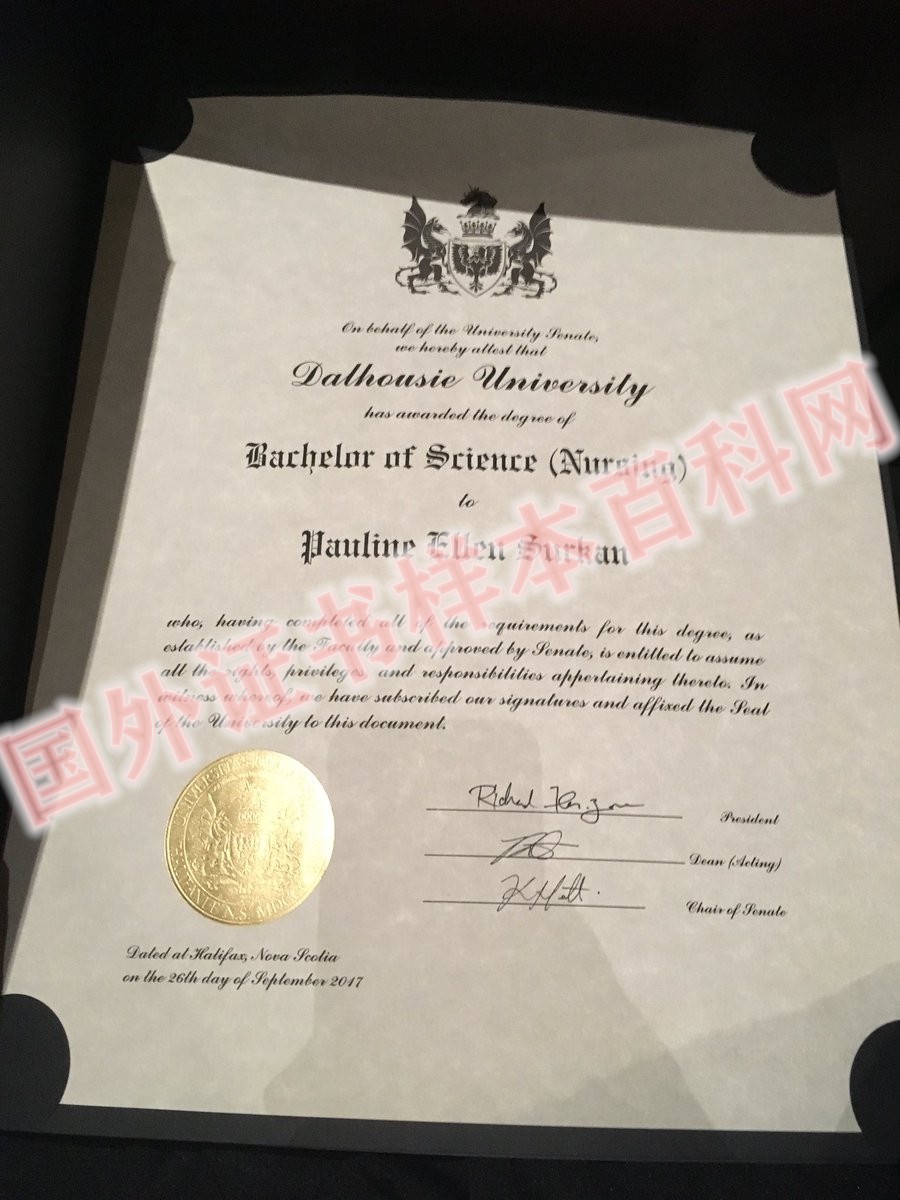 On behalf of the University Senate,
we hereby attest that
Dalhousie University
has awarded the degree of
Bachelor of Science (Nursing)
to
Pauline Ellen Surkan
who, having completed all of the requirements for this degree, as
established by the Faculty and approved by Senate, is entitled to assume
all the rights, privileges, and responsibilities appertaining thereto. In
witness whereof, we have subscribed our signatures and affixed the Seal
of the University to this document.
国外证书样本百科网
Richard
President
Dean (Acting)
Chair of Senate
Dated at Halifax, Nova Scotia
on the 26th day of September 2017